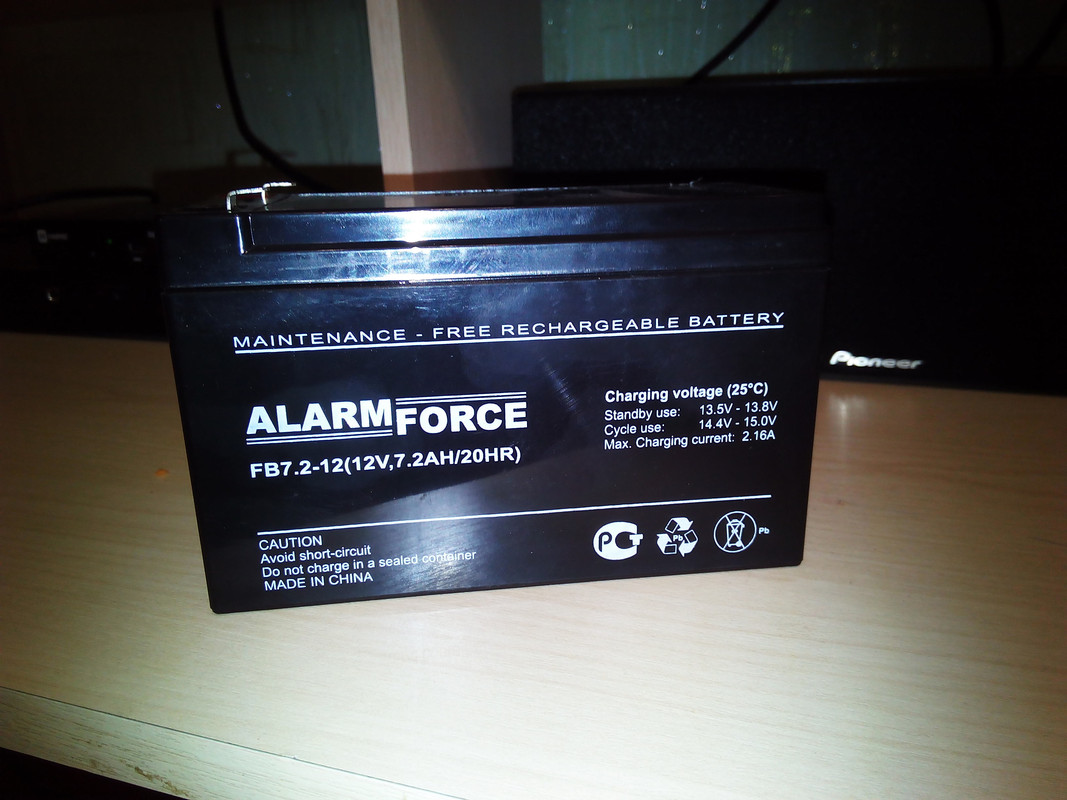 MAINTENANCE - FREE RECHARGEABLE BATTERY
ALARMFORCE
FB7.2-12(12V,7.2AH/20HR)
Charging voltage (25°C)
Standby use: 13.5V - 13.8V
Cycle use: 14.4V - 15.0V
Max. Charging current: 2.16A
CAUTION
Avoid short-circuit
Do not charge in a sealed container
MADE IN CHINA
РСТ
Pb
Pb
Pioneer